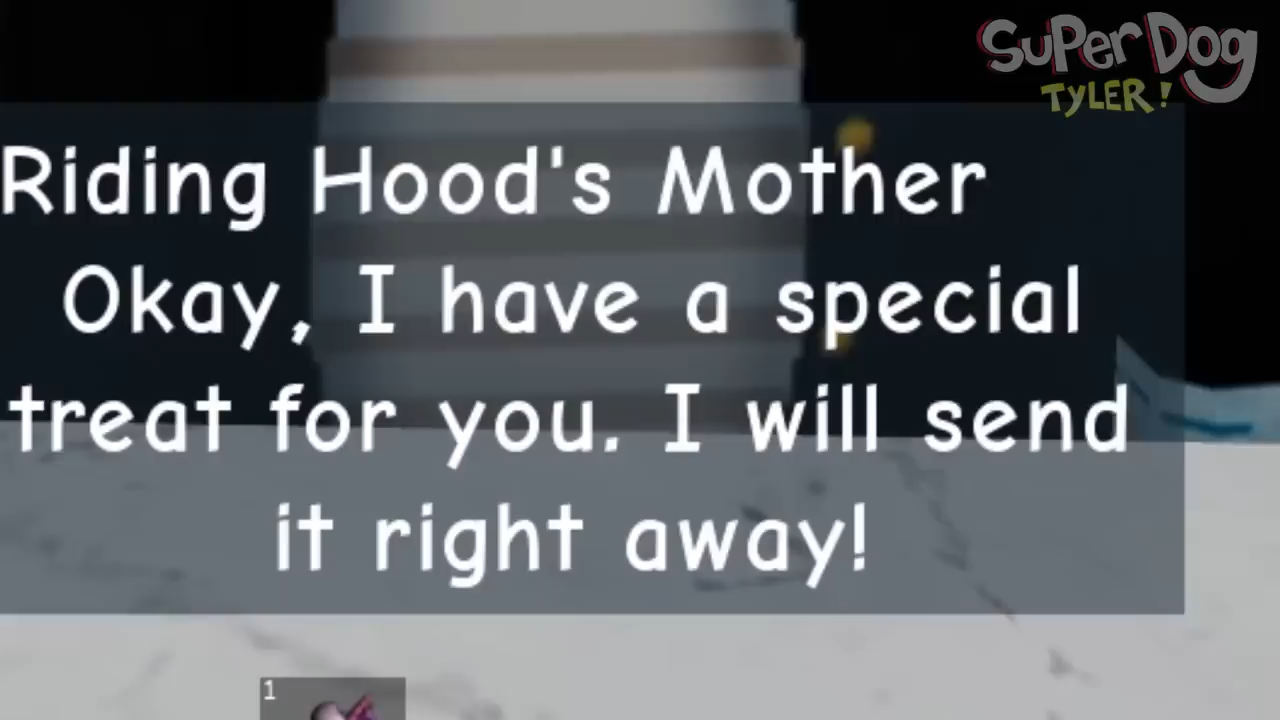 SUPER DOG
TYLER!
Riding Hood's Mother
Okay, I have a special
treat for you. I will send
it right away!
1